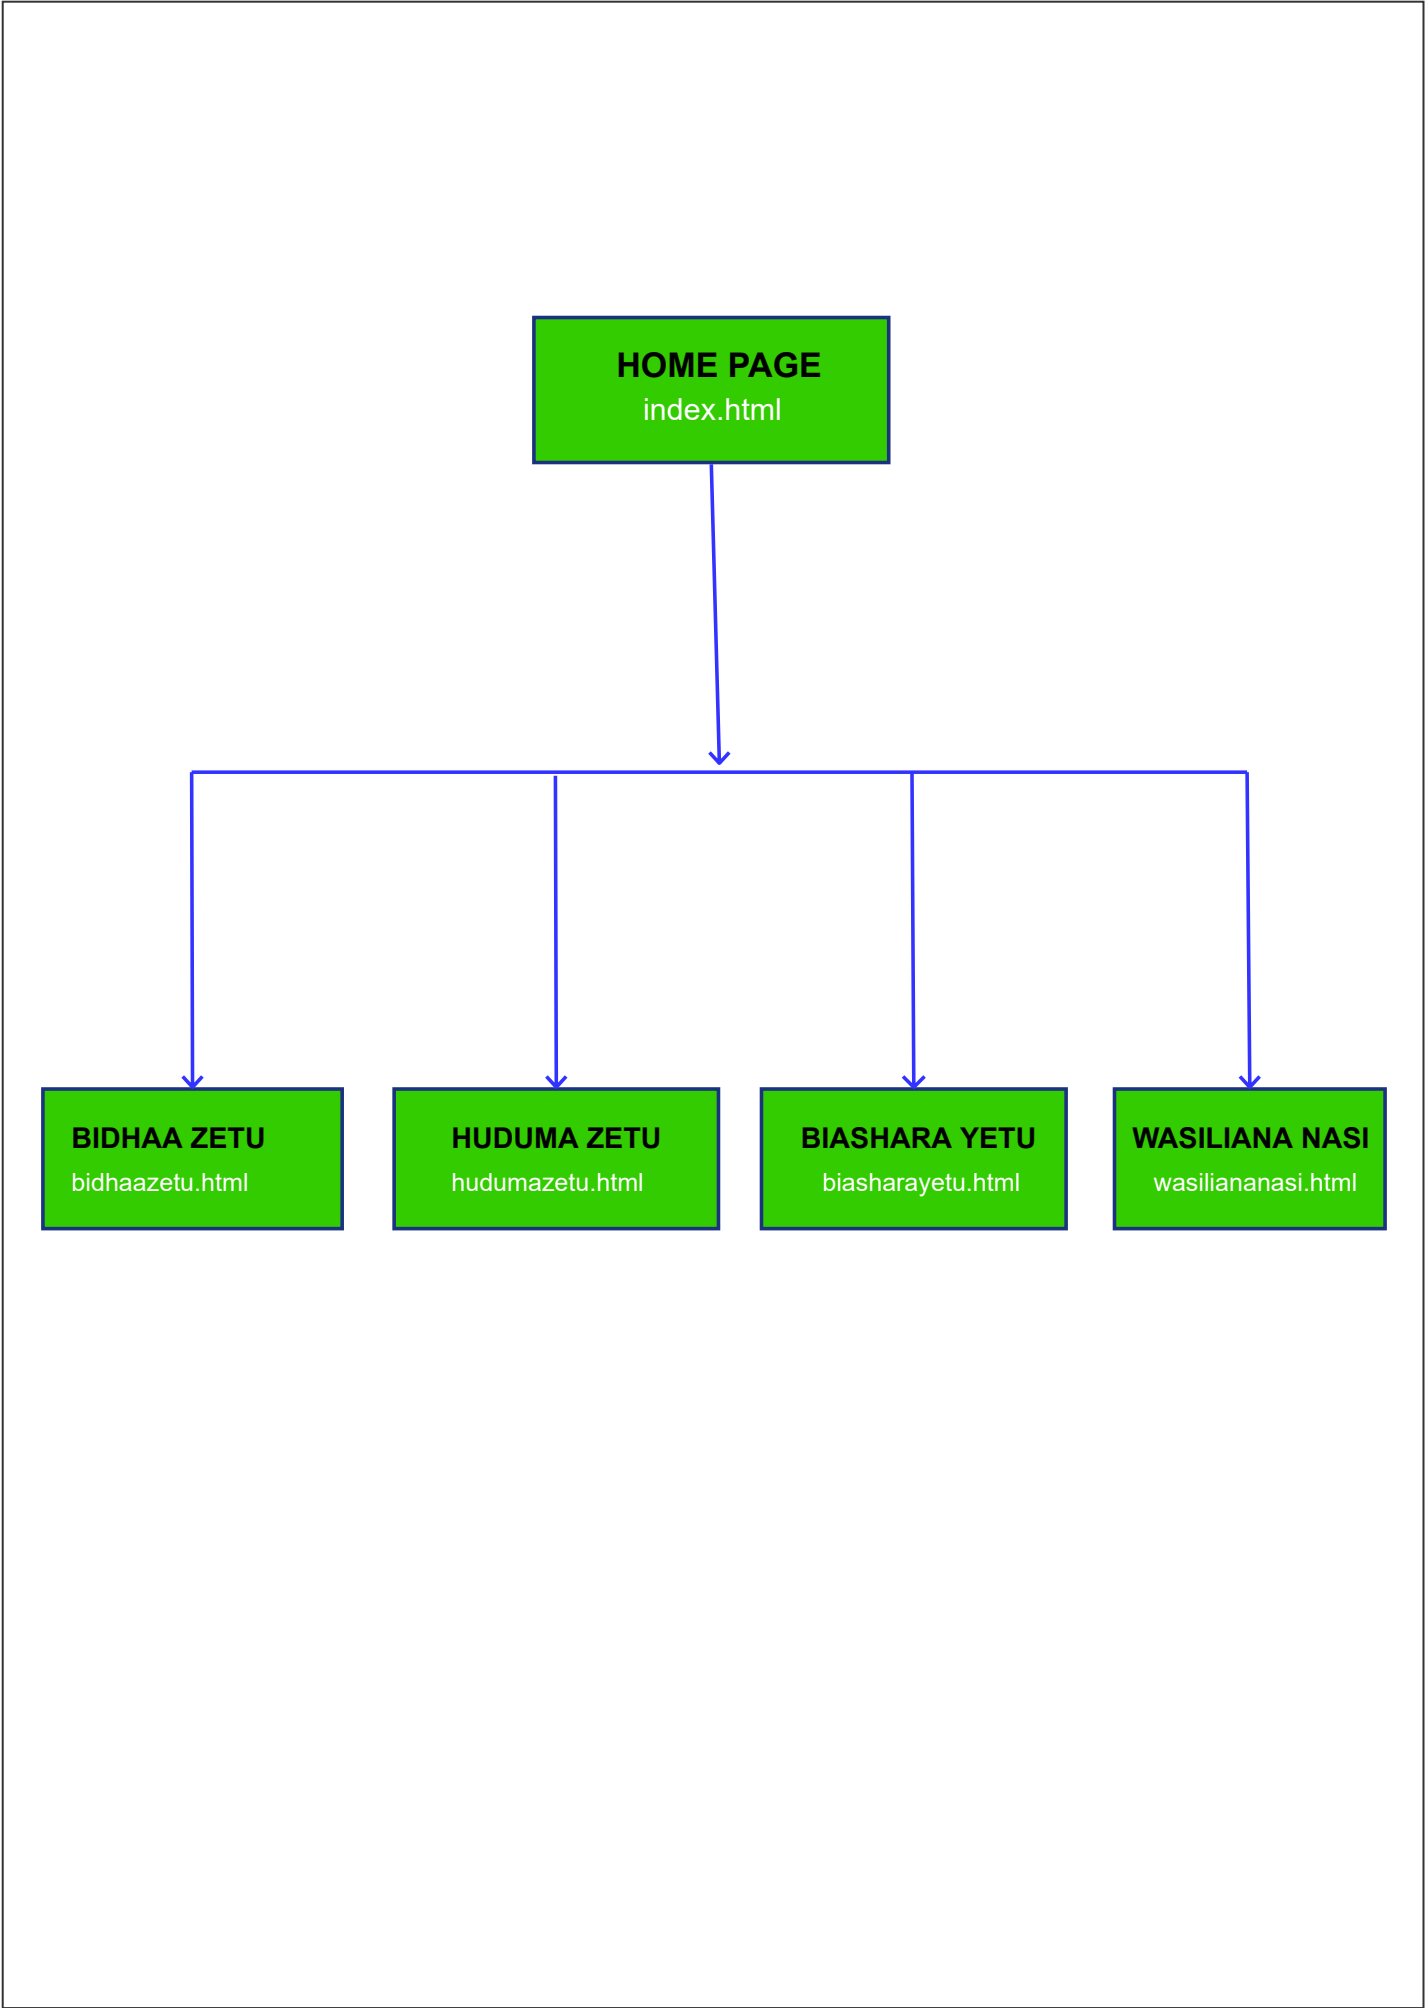 HOME PAGE
index.html
BIDHAA ZETU
bidhaazetu.html
HUDUMA ZETU
hudumazetu.html
BIASHARA YETU
biasharayetu.html
WASILIANA NASI
wasiliananasi.html